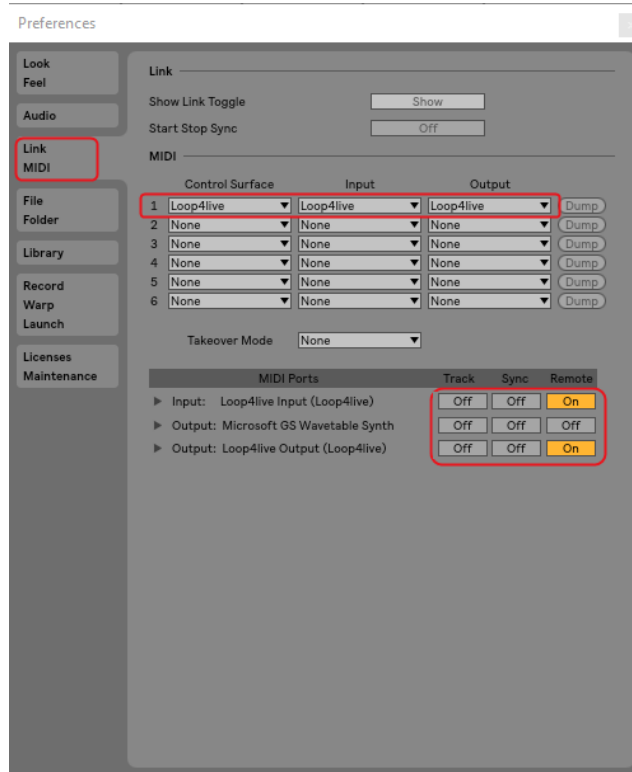 Preferences
Look
Feel
Audio
Link
MIDI
File
Folder
Library
Record
Warp
Launch
Licenses
Maintenance
Link
Show Link Toggle Show
Start Stop Sync Off
MIDI
Control Surface Input Output
1 Loop4live Loop4live Loop4live Dump
2 None None None Dump
3 None None None Dump
4 None None None Dump
5 None None None Dump
6 None None None Dump
Takeover Mode None
MIDI Ports Track Sync Remote
Input: Loop4live Input (Loop4live) Off Off On
Output: Microsoft GS Wavetable Synth Off Off Off
Output: Loop4live Output (Loop4live) Off Off On